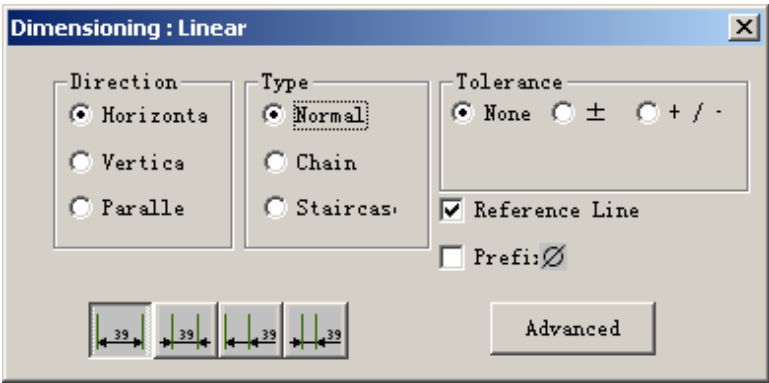 Dimensioning : Linear
Direction
Horizonta
Vertica
Paralle
Type
Normal
Chain
Staircas
Tolerance
None ± + / -
Reference Line
Prefi Ø
39 39 39 39
Advanced